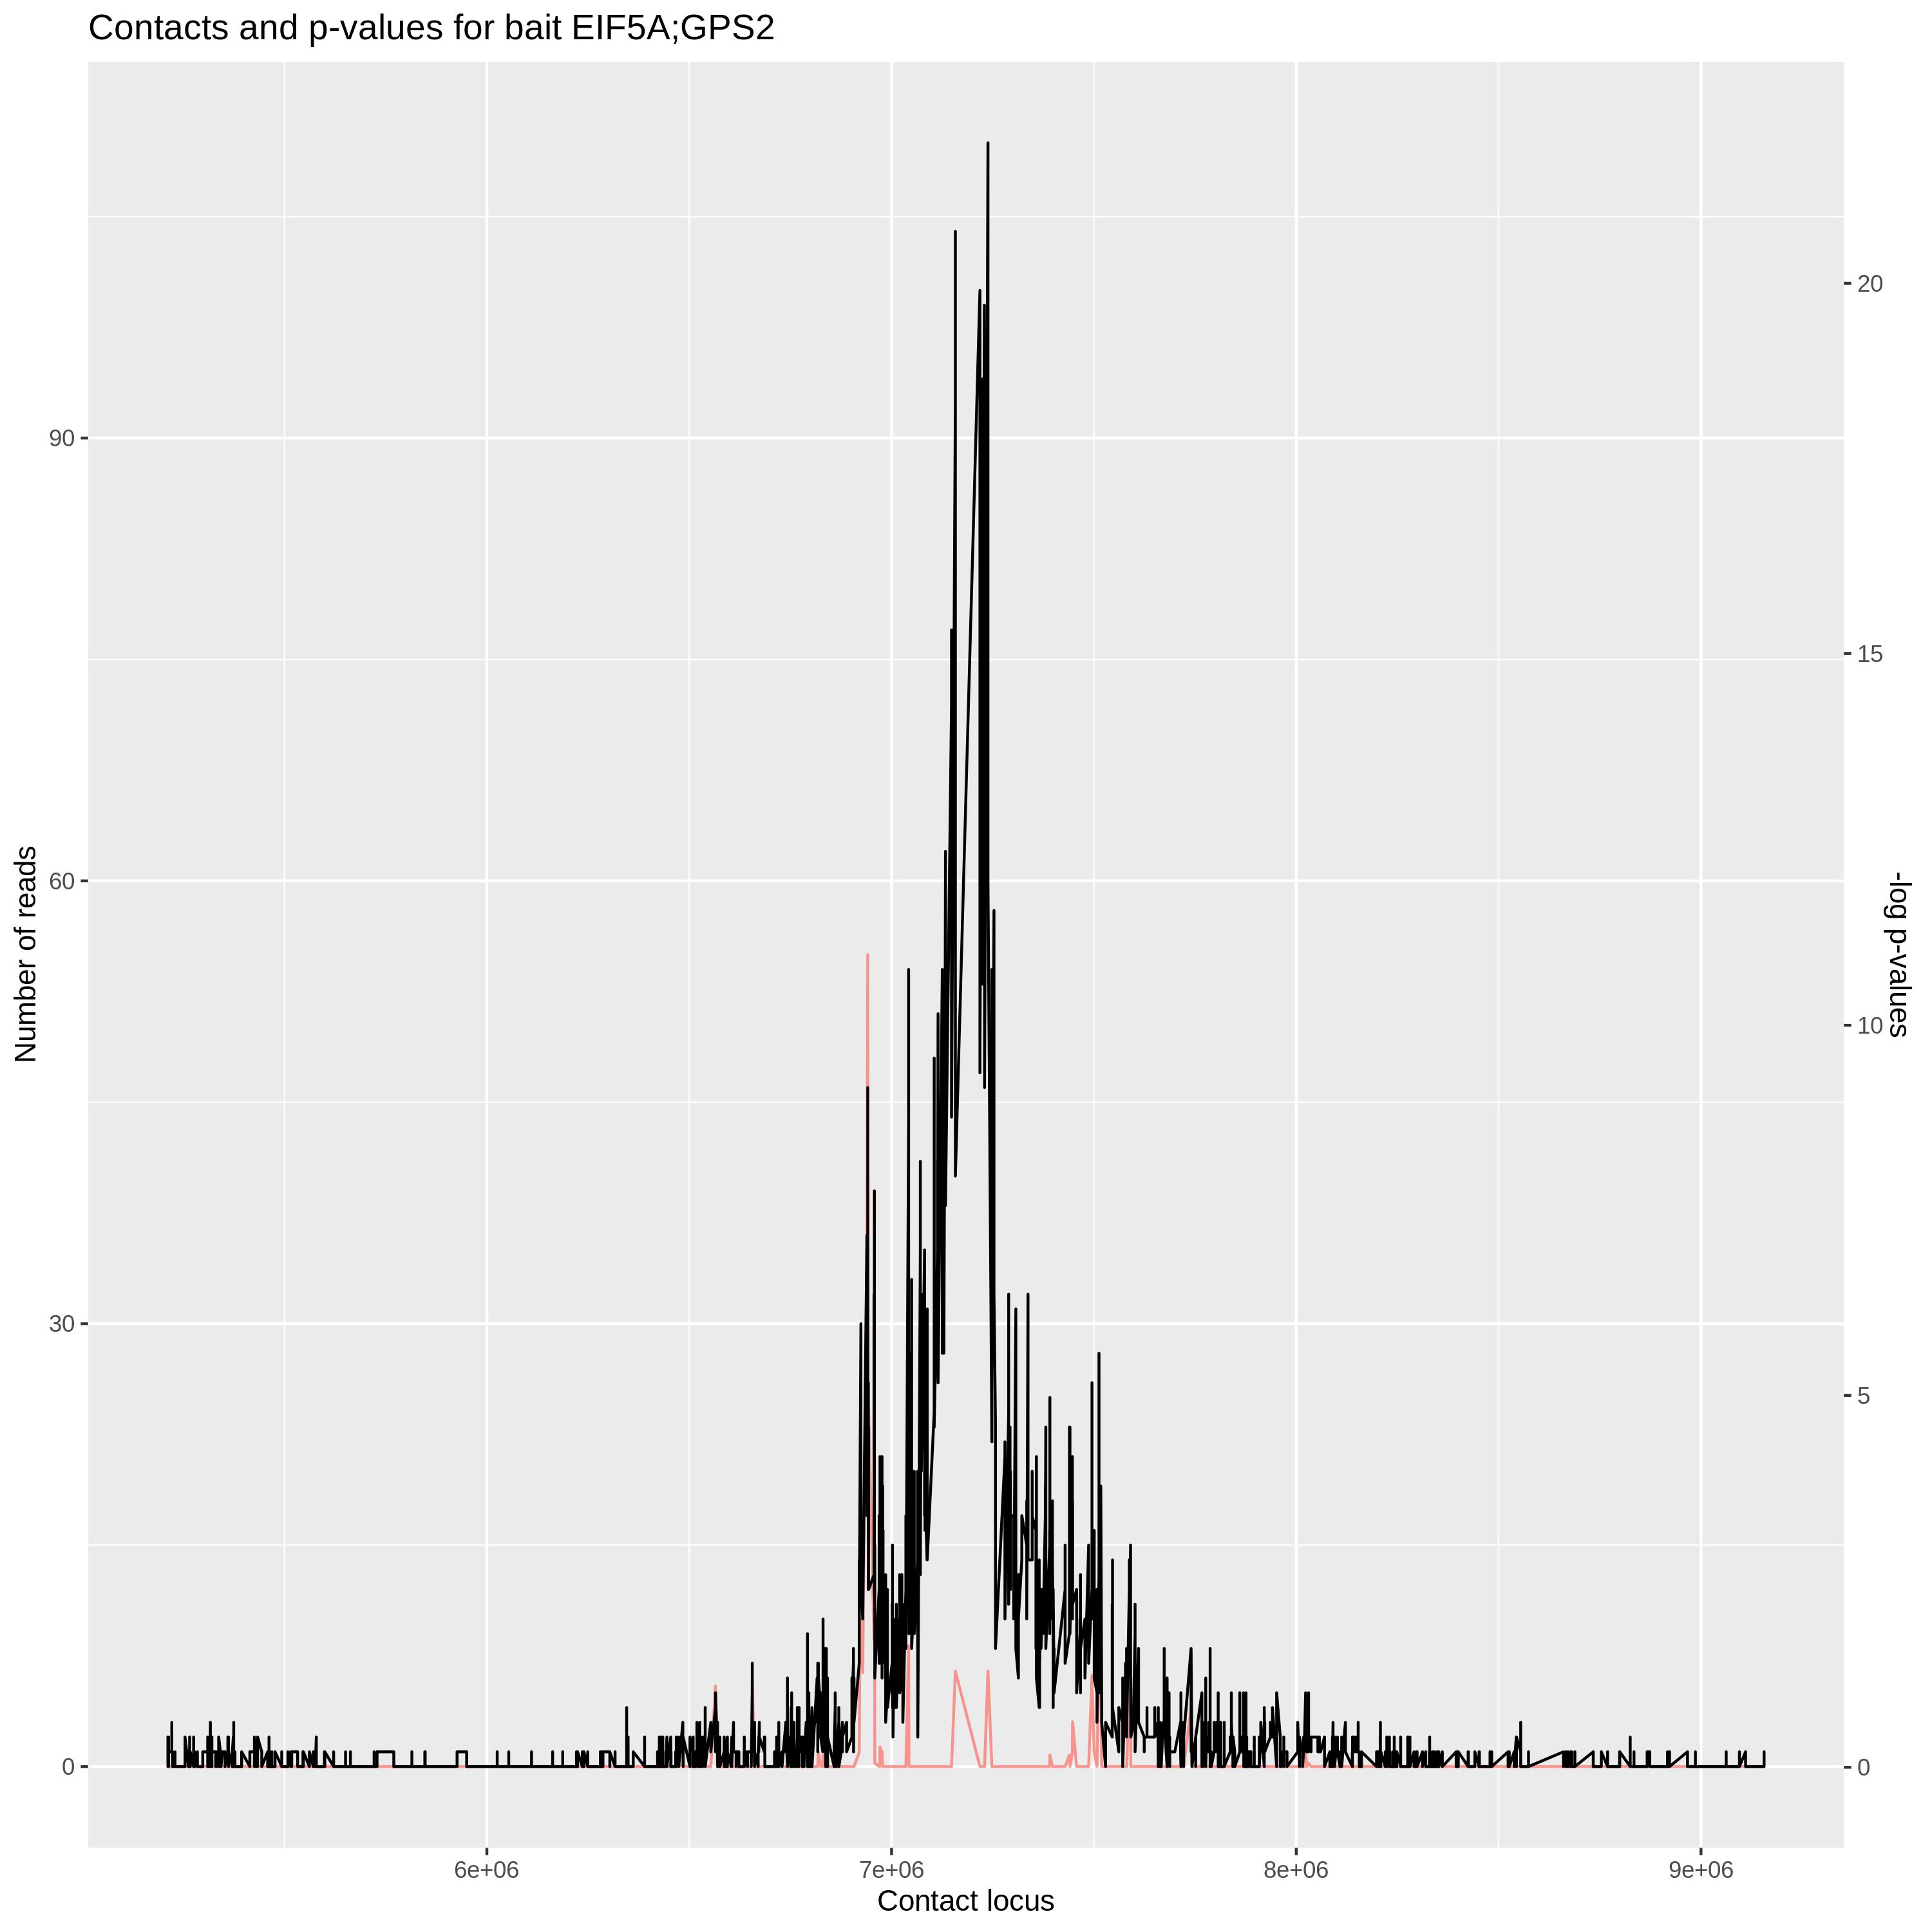 Contacts and p-values for bait EIF5A;GPS2
Number of reads
90
60
30
0
20
15
10
5
0
-log p-values
6e+06
7e+06
8e+06
9e+06
Contact locus